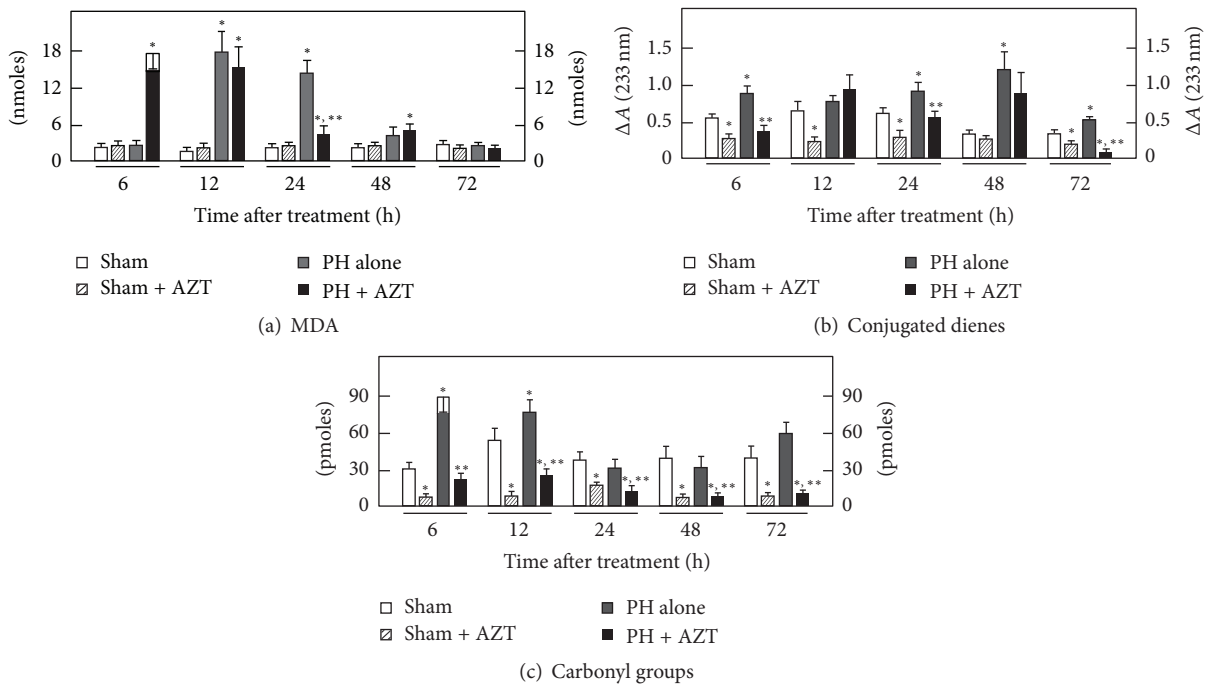 * * * * *, ** *
18 12 6 0
(nmoles)
18 12 6 0
(nmoles)
6 12 24 48 72
Time after treatment (h)
Sham PH alone
Sham + AZT PH + AZT
(a) MDA
* * ** * * * ** * * * *, **
1.5 1.0 0.5 0
ΔA (233 nm)
1.5 1.0 0.5 0
ΔA (233 nm)
6 12 24 48 72
Time after treatment (h)
Sham PH alone
Sham + AZT PH + AZT
(b) Conjugated dienes
* * ** * * *, ** * *, ** * *, ** * *, **
90 60 30 0
(pmoles)
90 60 30 0
(pmoles)
6 12 24 48 72
Time after treatment (h)
Sham PH alone
Sham + AZT PH + AZT
(c) Carbonyl groups